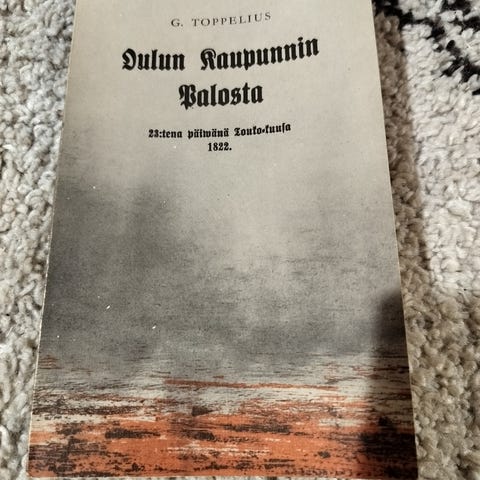 G. TOPPELIUS
Oulun Kaupunnin
Palosta
23:tena päiwänä Touko-kuusa
1822.